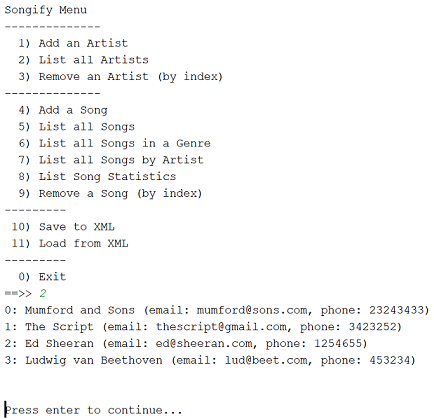 Songify Menu
--------------
1) Add an Artist
2) List all Artists
3) Remove an Artist (by index)
--------------
4) Add a Song
5) List all Songs
6) List all Songs in a Genre
7) List all Songs by Artist
8) List Song Statistics
9) Remove a Song (by index)
---------
10) Save to XML
11) Load from XML
---------
0) Exit
==>> 2
0: Mumford and Sons (email: mumford@sons.com, phone: 23243433)
1: The Script (email: thescript@gmail.com, phone: 3423252)
2: Ed Sheeran (email: ed@sheeran.com, phone: 1254655)
3: Ludwig van Beethoven (email: lud@beet.com, phone: 453234)
Press enter to continue...